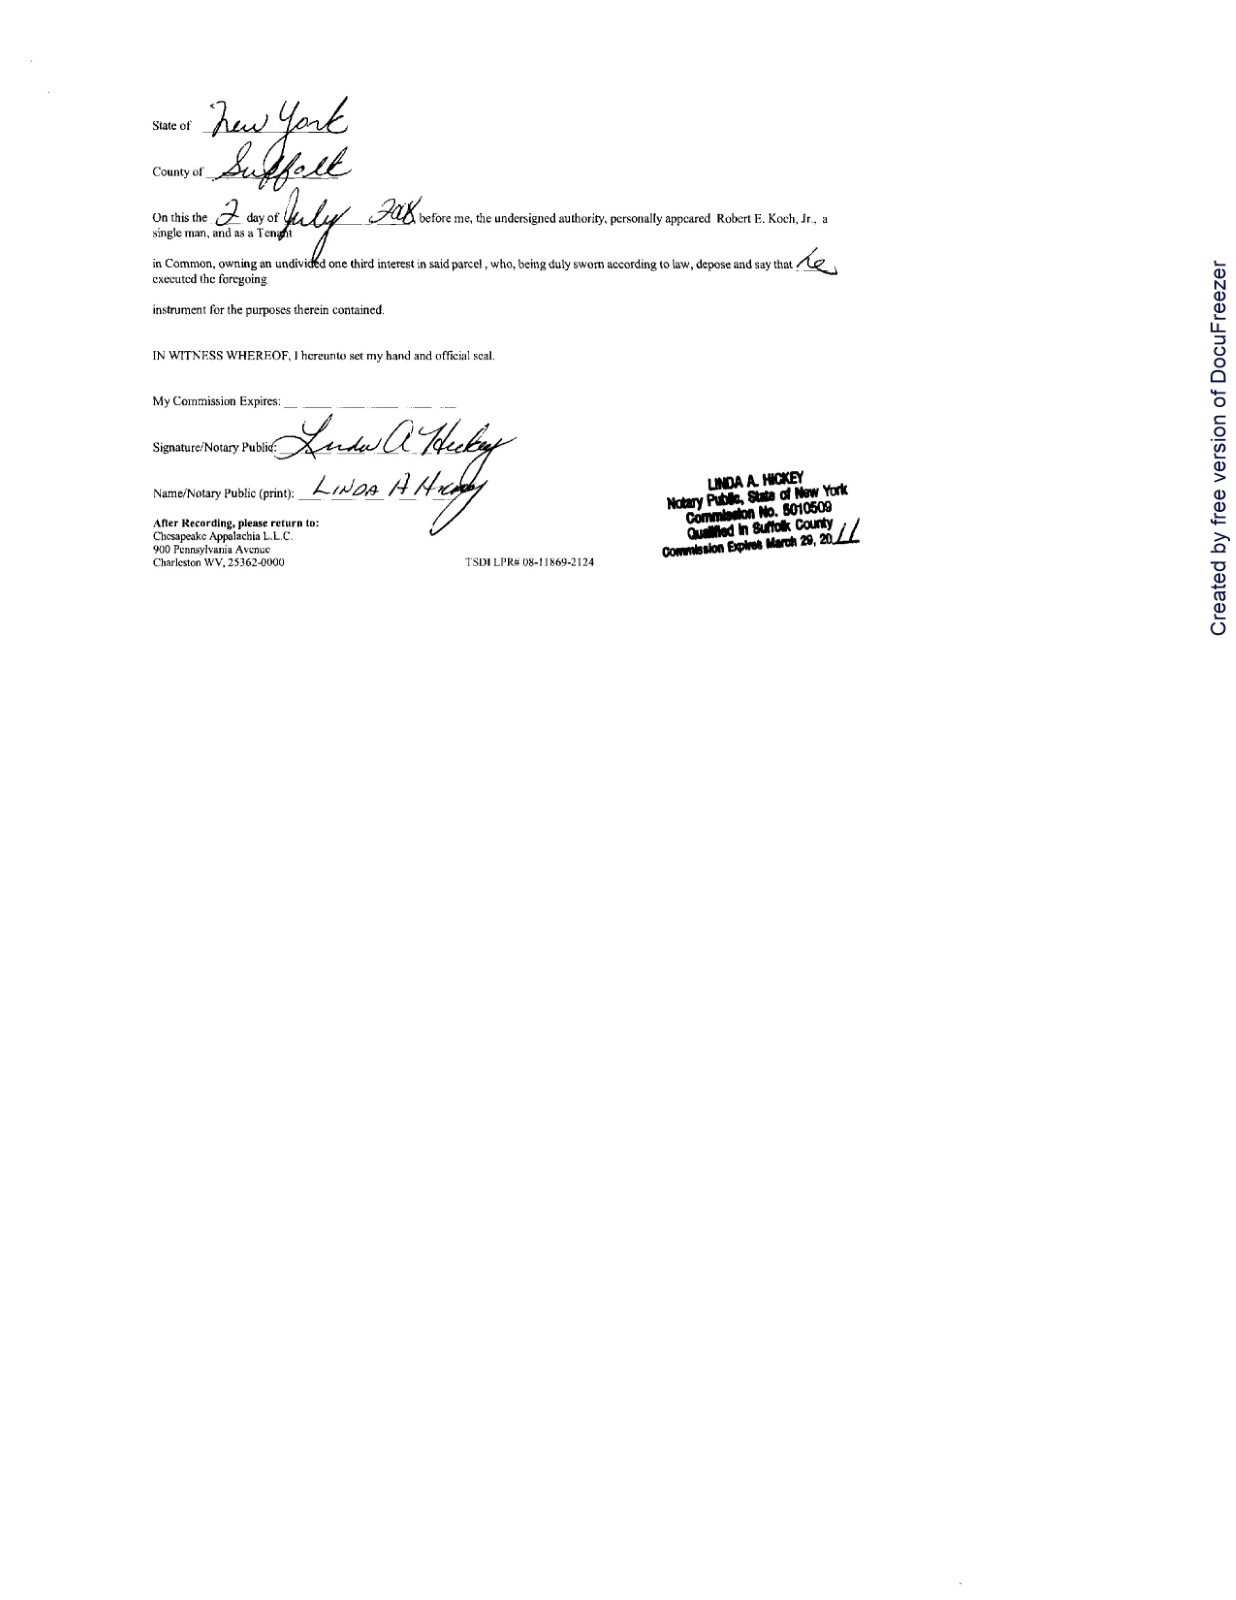 State of New York
County of Suffolk
On this the 2 day of July before me, the undersigned authority, personally appeared Robert E. Koch, Jr., a
single man, and as a Tenant
in Common, owning an undivided one third interest in said parcel , who, being duly sworn according to law, depose and say that he
executed the foregoing
instrument for the purposes therein contained.
IN WITNESS WHEREOF, I hereunto set my hand and official seal.
My Commission Expires:
Signature/Notary Public: Linda A Hickey
Name/Notary Public (print): LINDA A Hickey
After Recording, please return to:
Chesapeake Appalachia L.L.C.
900 Pennsylvania Avenue
Charleston WV, 25362-0000
TSDI LPR# 08-11869-2124
LINDA A. HICKEY
Notary Public, State of New York
Commission No. 5010509
Qualified in Suffolk County
Commission Expires March 29, 2011
Created by free version of DocuFreezer